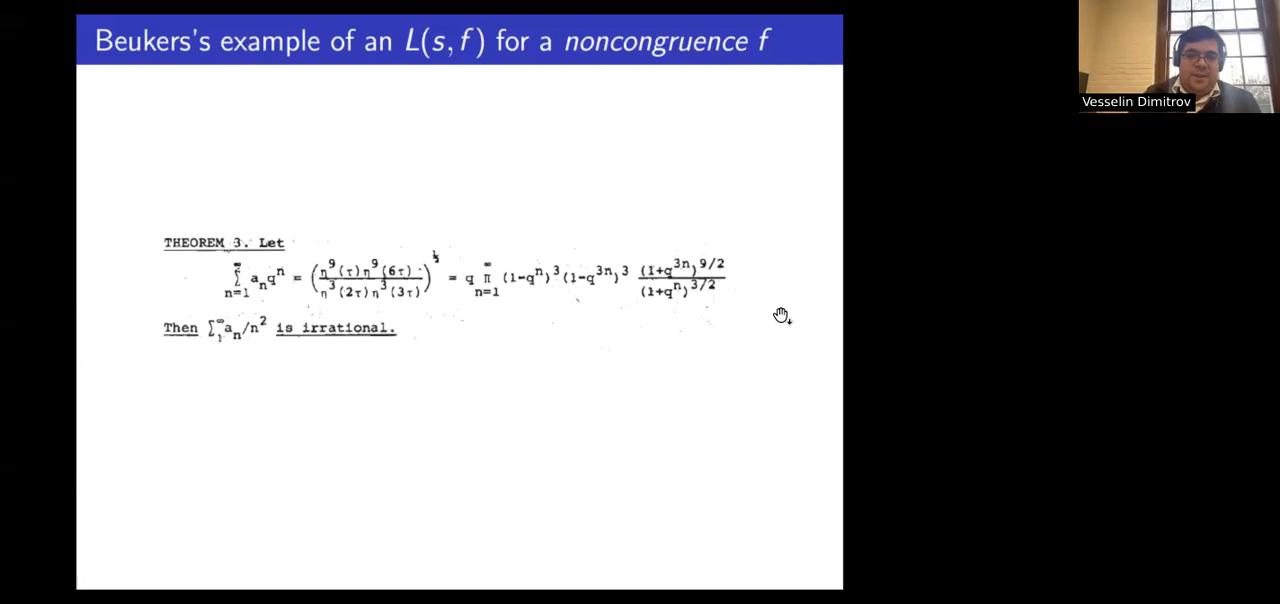 Beukers's example of an L(s, f) for a noncongruence f
Vesselin Dimitrov
THEOREM 3. Let
∑_{n=1}^{∞} a_n q^n = (η^9(τ)η^9(6τ) / η^3(2τ)η^3(3τ))^{½} = q ∏_{n=1}^{∞} (1-q^n)^3 (1-q^{3n})^3 (1+q^{3n})^{9/2} / (1+q^n)^{3/2}
Then ∑_1^∞ a_n/n^2 is irrational.